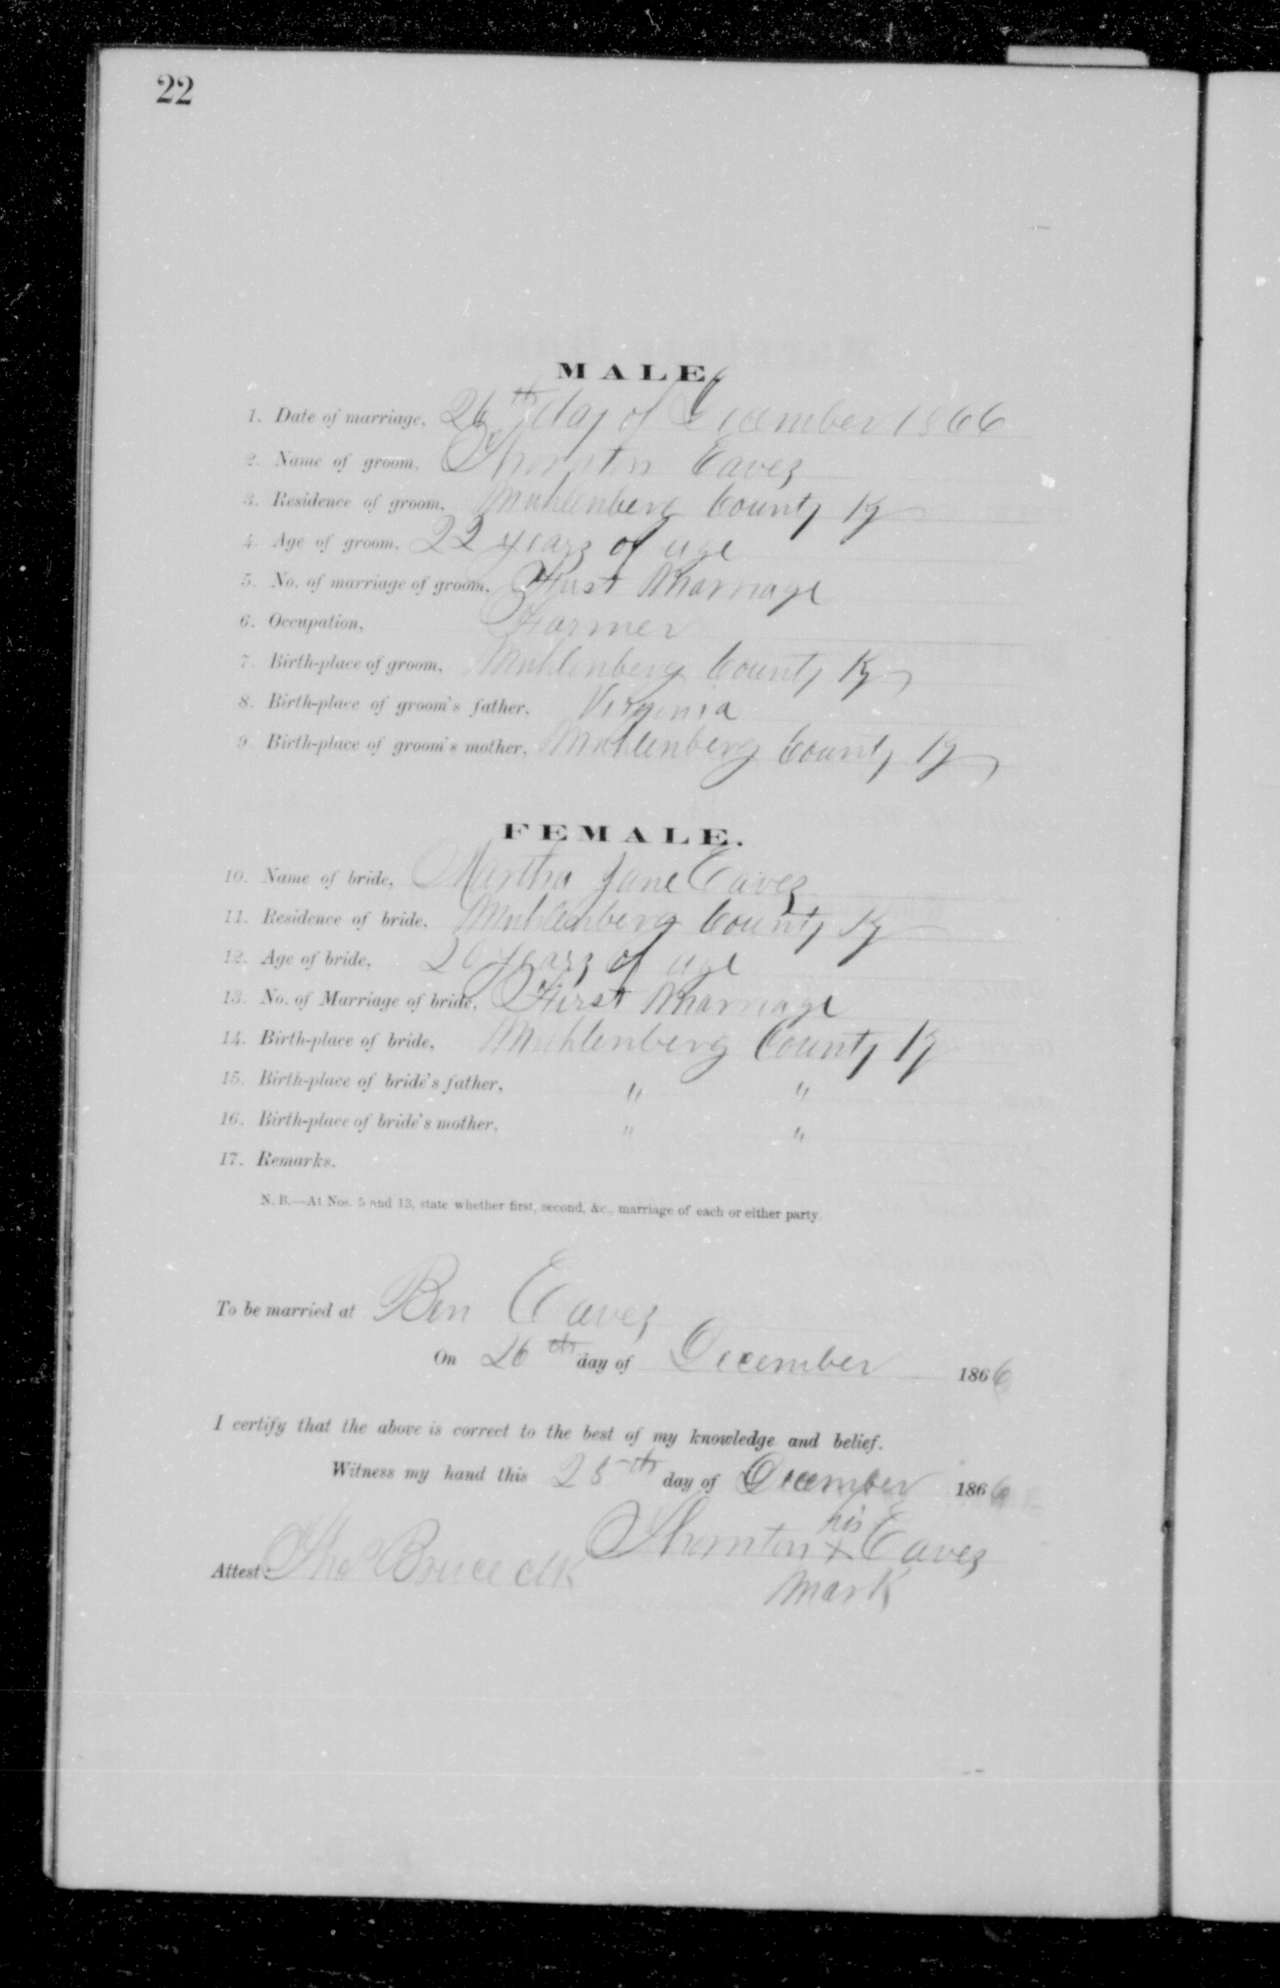 22
MALE.
1. Date of marriage, 26th day of December 1866
2. Name of groom, Thornton Eaves
3. Residence of groom, Muhlenberg County Ky
4. Age of groom, 22 years of age
5. No. of marriage of groom, First Marriage
6. Occupation, Farmer
7. Birth-place of groom, Muhlenberg County Ky
8. Birth-place of groom's father, Virginia
9. Birth-place of groom's mother, Muhlenberg County Ky
FEMALE.
10. Name of bride, Martha Jane Eaves
11. Residence of bride, Muhlenberg County Ky
12. Age of bride, 20 years of age
13. No. of Marriage of bride, First Marriage
14. Birth-place of bride, Muhlenberg County Ky
15. Birth-place of bride's father, " "
16. Birth-place of bride's mother, " "
17. Remarks.
N. B.—At Nos. 5 and 13, state whether first, second, &c., marriage of each or either party.
To be married at Ben Eaves
On 26th day of December 1866
I certify that the above is correct to the best of my knowledge and belief.
Witness my hand this 25th day of December 1866
his
Thornton X Eaves
mark
Attest: Tho Bruce clk